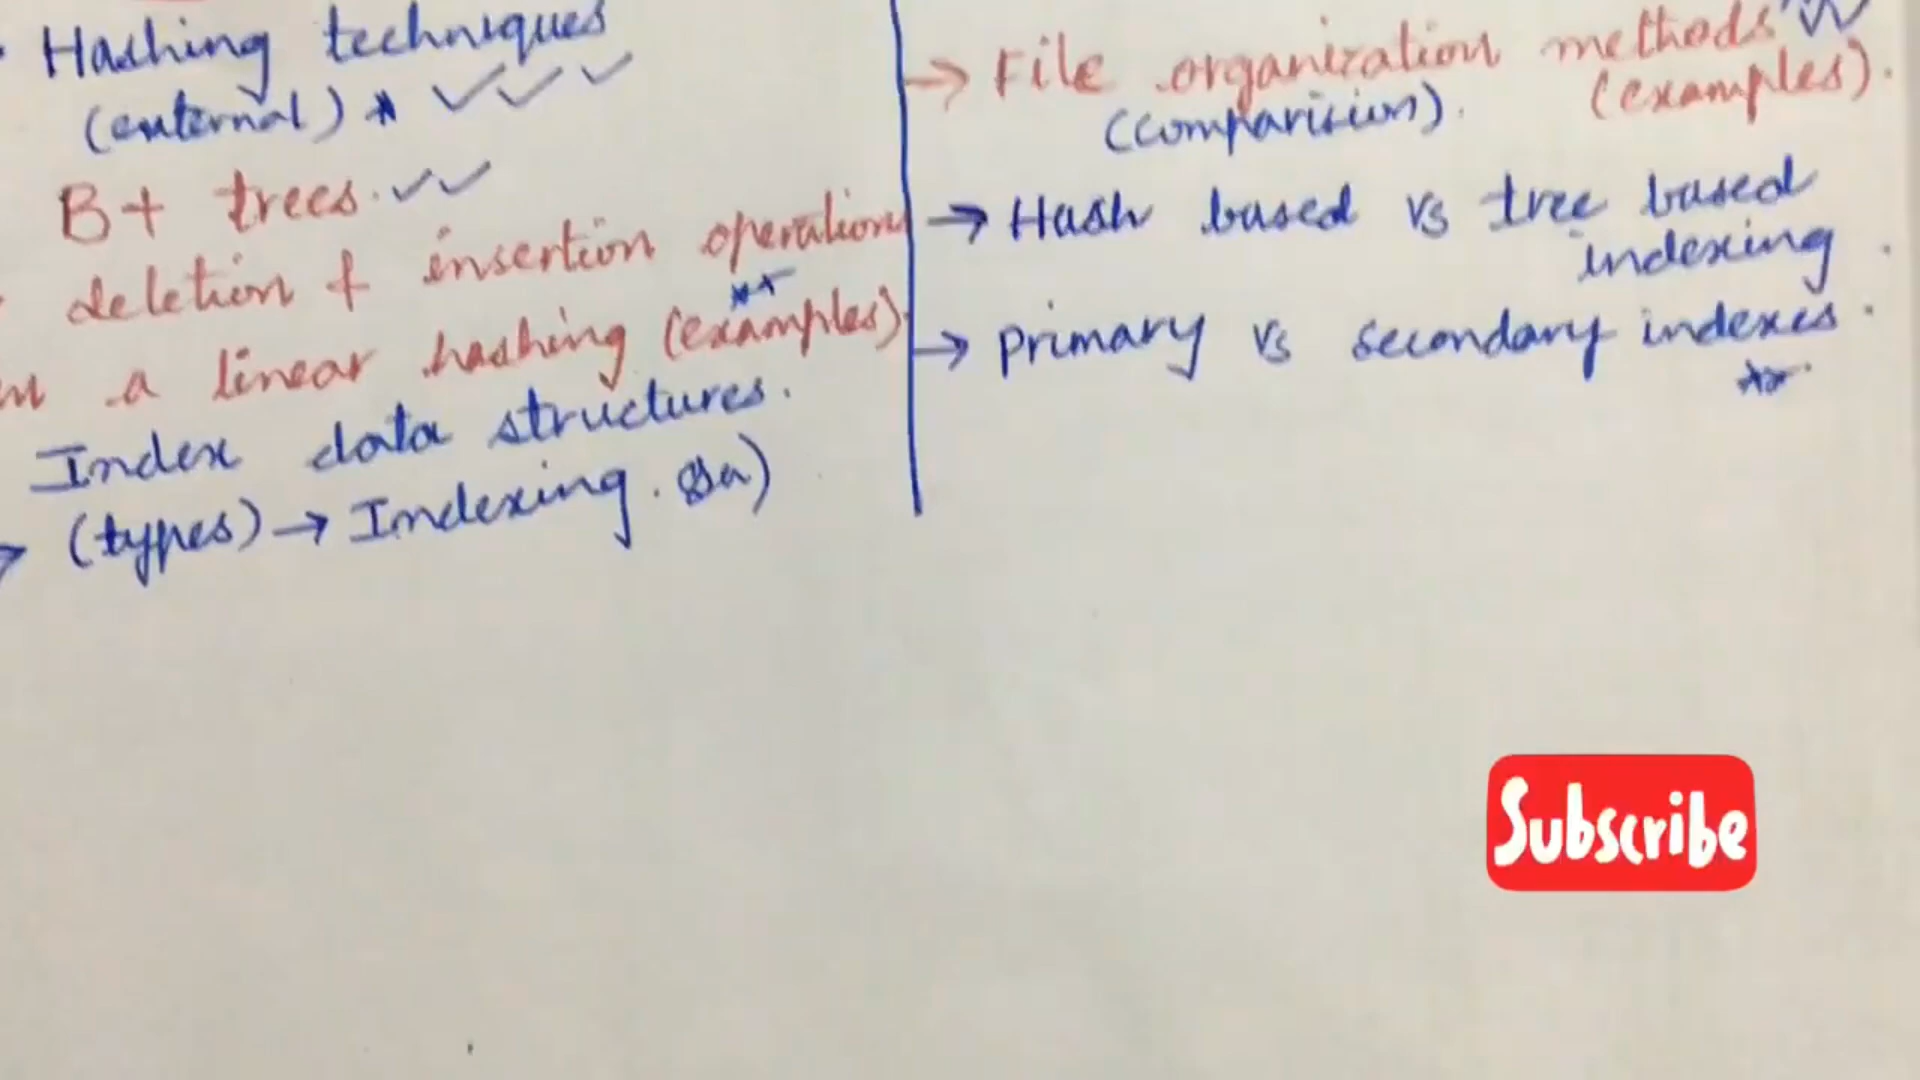 Hashing techniques
(external) *
B+ trees.
deletion & insertion operations
in a linear hashing (examples).
Index data structures.
(types) → Indexing.
→ File organization methods
(comparision). (examples).
→ Hash based vs tree based
indexing.
→ Primary vs secondary indexes.
Subscribe